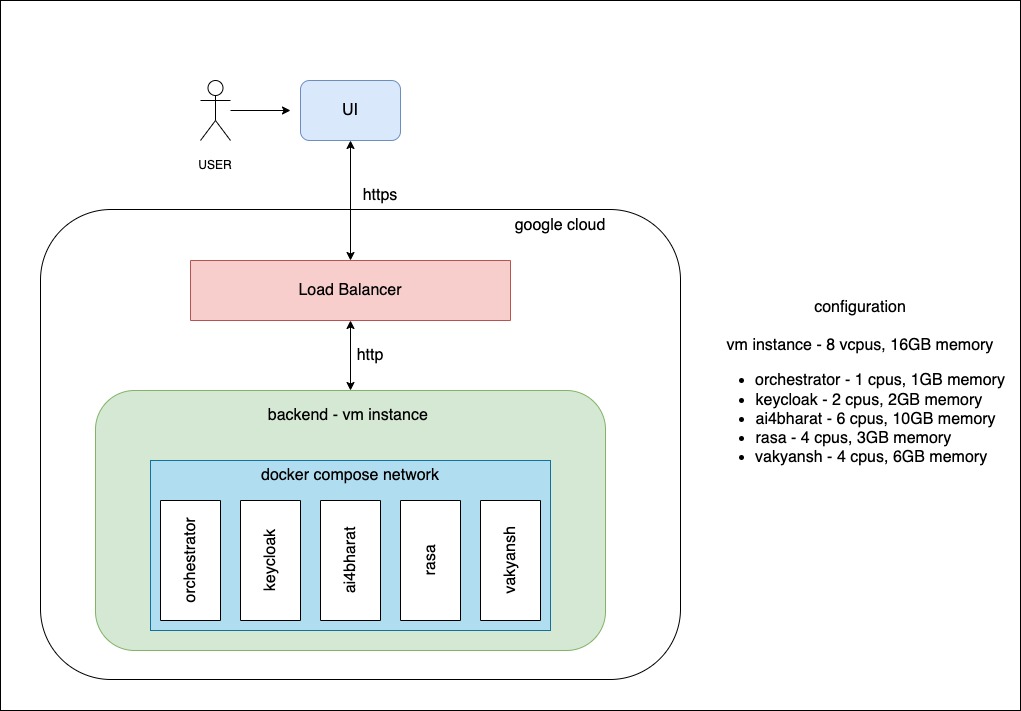 UI
USER
https
google cloud
Load Balancer
http
backend - vm instance
docker compose network
orchestrator
keycloak
ai4bharat
rasa
vakyansh
configuration
vm instance - 8 vcpus, 16GB memory
• orchestrator - 1 cpus, 1GB memory
• keycloak - 2 cpus, 2GB memory
• ai4bharat - 6 cpus, 10GB memory
• rasa - 4 cpus, 3GB memory
• vakyansh - 4 cpus, 6GB memory